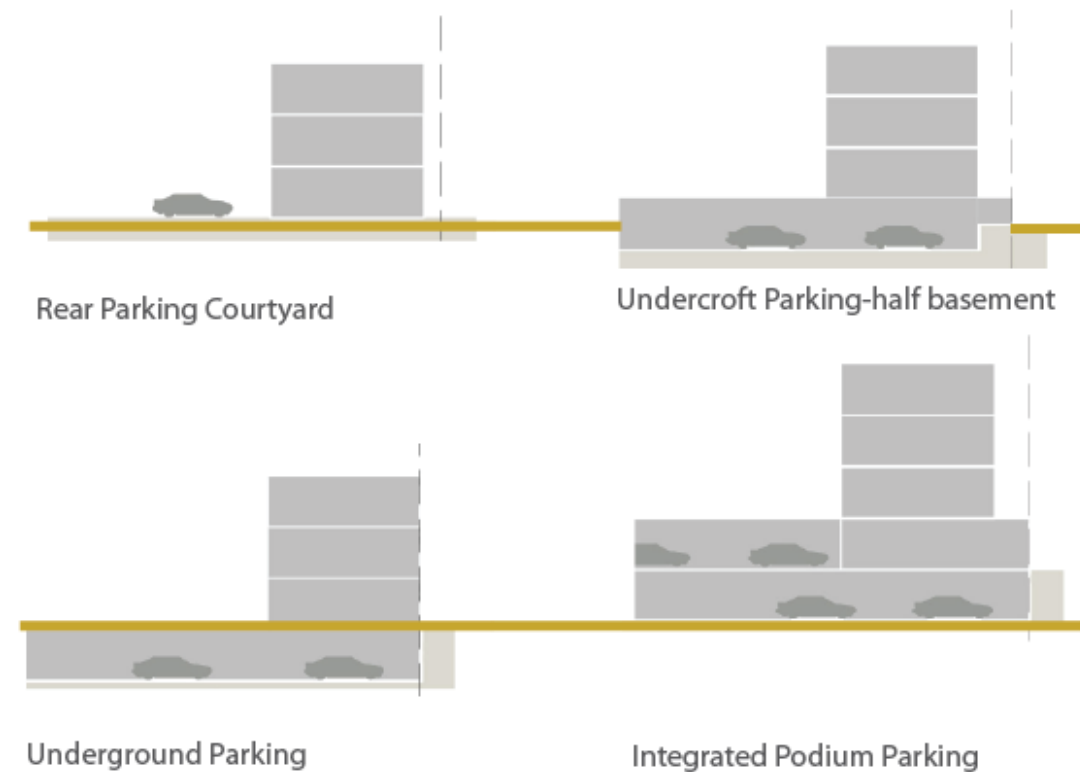 Rear Parking Courtyard
Undercroft Parking-half basement
Underground Parking
Integrated Podium Parking